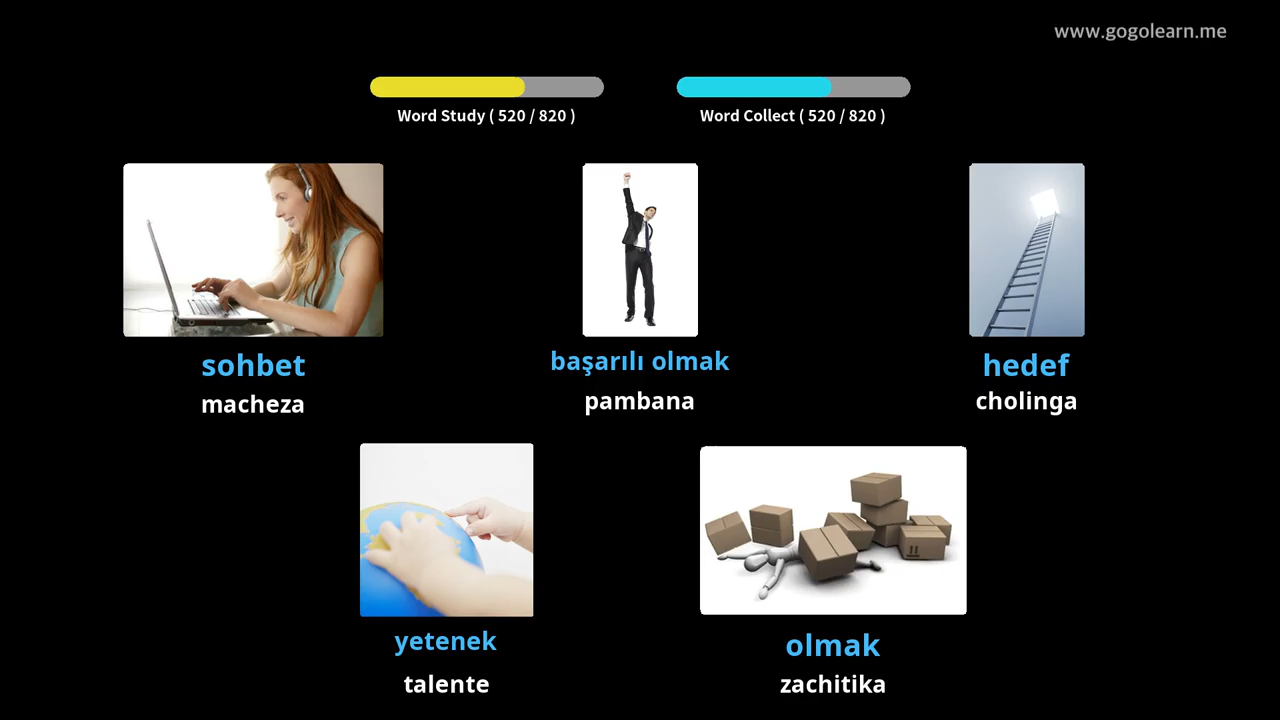 www.gogolearn.me
Word Study ( 520 / 820 )
Word Collect ( 520 / 820 )
sohbet
macheza
başarılı olmak
pambana
hedef
cholinga
yetenek
talente
olmak
zachitika